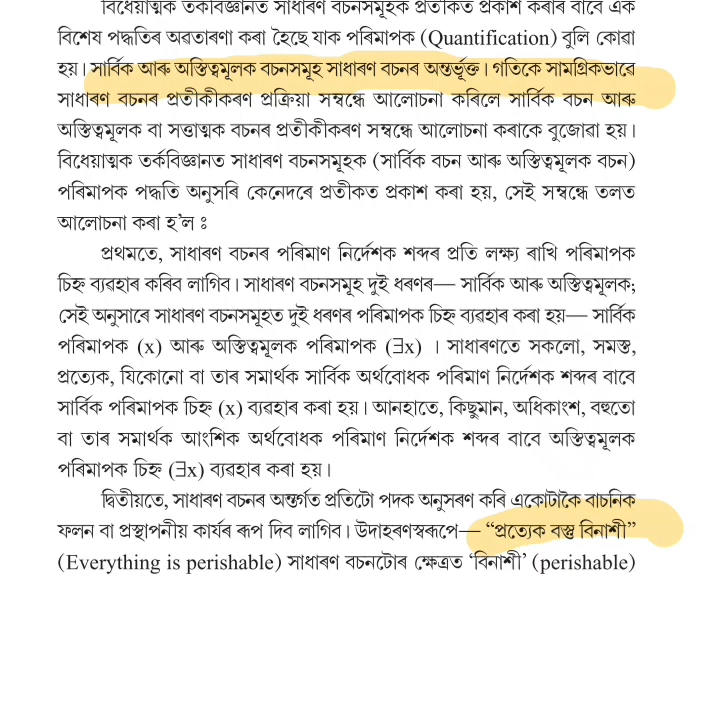 বিধেয়াত্মক তৰ্কবিজ্ঞানত সাধাৰণ বচনসমূহক প্ৰতীকত প্ৰকাশ কৰাৰ বাবে এক
বিশেষ পদ্ধতিৰ অৱতাৰণা কৰা হৈছে যাক পৰিমাপক (Quantification) বুলি কোৱা
হয়। সাৰ্বিক আৰু অস্তিত্বমূলক বচনসমূহ সাধাৰণ বচনৰ অন্তৰ্ভূক্ত। গতিকে সামগ্ৰিকভাৱে
সাধাৰণ বচনৰ প্ৰতীকীকৰণ প্ৰক্ৰিয়া সম্বন্ধে আলোচনা কৰিলে সাৰ্বিক বচন আৰু
অস্তিত্বমূলক বা সত্তাত্মক বচনৰ প্ৰতীকীকৰণ সম্বন্ধে আলোচনা কৰাকে বুজোৱা হয়।
বিধেয়াত্মক তৰ্কবিজ্ঞানত সাধাৰণ বচনসমূহক (সাৰ্বিক বচন আৰু অস্তিত্বমূলক বচন)
পৰিমাপক পদ্ধতি অনুসৰি কেনেদৰে প্ৰতীকত প্ৰকাশ কৰা হয়, সেই সম্বন্ধে তলত
আলোচনা কৰা হ’ল ঃ
প্ৰথমতে, সাধাৰণ বচনৰ পৰিমাণ নিৰ্দেশক শব্দৰ প্ৰতি লক্ষ্য ৰাখি পৰিমাপক
চিহ্ন ব্যৱহাৰ কৰিব লাগিব। সাধাৰণ বচনসমূহ দুই ধৰণৰ— সাৰ্বিক আৰু অস্তিত্বমূলক;
সেই অনুসাৰে সাধাৰণ বচনসমূহত দুই ধৰণৰ পৰিমাপক চিহ্ন ব্যৱহাৰ কৰা হয়— সাৰ্বিক
পৰিমাপক (x) আৰু অস্তিত্বমূলক পৰিমাপক (∃x) । সাধাৰণতে সকলো, সমস্ত,
প্ৰত্যেক, যিকোনো বা তাৰ সমাৰ্থক সাৰ্বিক অৰ্থবোধক পৰিমাণ নিৰ্দেশক শব্দৰ বাবে
সাৰ্বিক পৰিমাপক চিহ্ন (x) ব্যৱহাৰ কৰা হয়। আনহাতে, কিছুমান, অধিকাংশ, বহুতো
বা তাৰ সমাৰ্থক আংশিক অৰ্থবোধক পৰিমাণ নিৰ্দেশক শব্দৰ বাবে অস্তিত্বমূলক
পৰিমাপক চিহ্ন (∃x) ব্যৱহাৰ কৰা হয়।
দ্বিতীয়তে, সাধাৰণ বচনৰ অন্তৰ্গত প্ৰতিটো পদক অনুসৰণ কৰি একোটাকৈ বাচনিক
ফলন বা প্ৰস্থাপনীয় কাৰ্যৰ ৰূপ দিব লাগিব। উদাহৰণস্বৰূপে— “প্ৰত্যেক বস্তু বিনাশী”
(Everything is perishable) সাধাৰণ বচনটোৰ ক্ষেত্ৰত ‘বিনাশী’ (perishable)